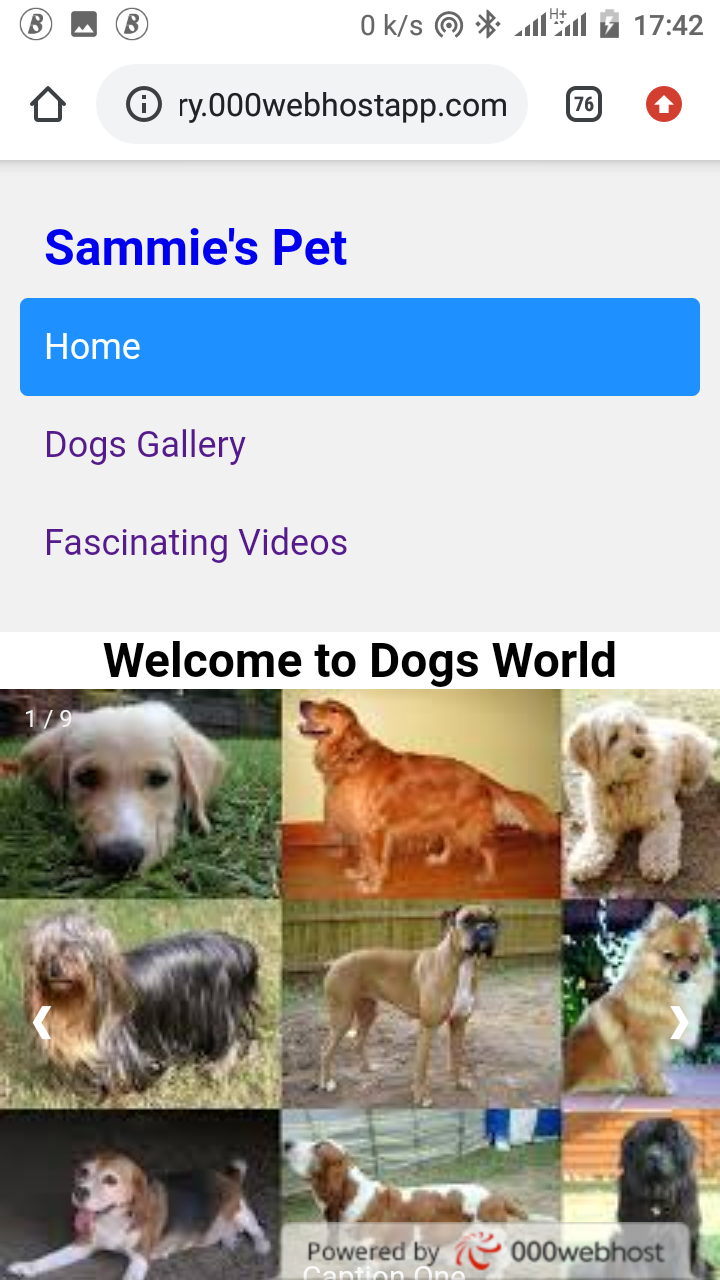 0 k/s H+ 17:42
ry.000webhostapp.com 76
Sammie's Pet
Home
Dogs Gallery
Fascinating Videos
Welcome to Dogs World
1 / 9
Powered by 000webhost
Caption One